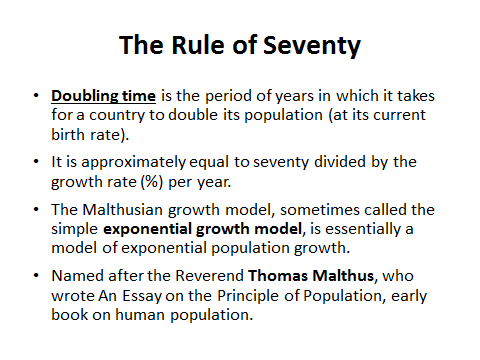 The Rule of Seventy
• Doubling time is the period of years in which it takes
for a country to double its population (at its current
birth rate).
• It is approximately equal to seventy divided by the
growth rate (%) per year.
• The Malthusian growth model, sometimes called the
simple exponential growth model, is essentially a
model of exponential population growth.
• Named after the Reverend Thomas Malthus, who
wrote An Essay on the Principle of Population, early
book on human population.